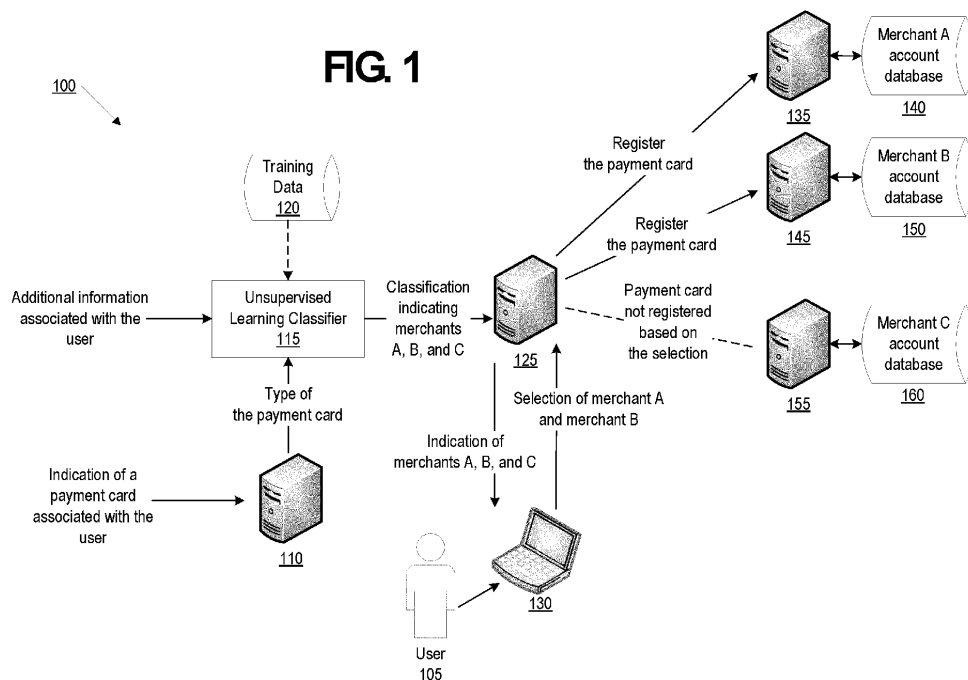 FIG. 1
100
Merchant A
account
database
140
135
Register
the payment card
Merchant B
account
database
150
145
Register
the payment card
Training
Data
120
Additional information
associated with the
user
Unsupervised
Learning Classifier
115
Classification
indicating
merchants
A, B, and C
125
Payment card
not registered
based on
the selection
Merchant C
account
database
160
155
Type of
the payment card
Selection of merchant A
and merchant B
Indication of
merchants A, B, and C
Indication of a
payment card
associated with the
user
110
130
User
105